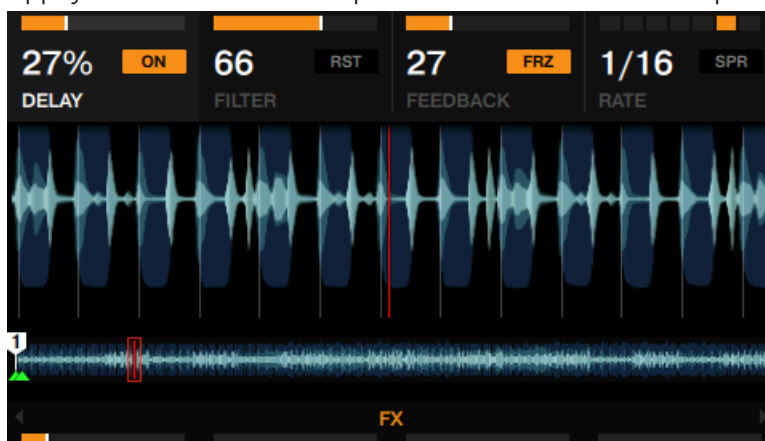 27% ON 66 RST 27 FRZ 1/16 SPR
DELAY FILTER FEEDBACK RATE
1
FX